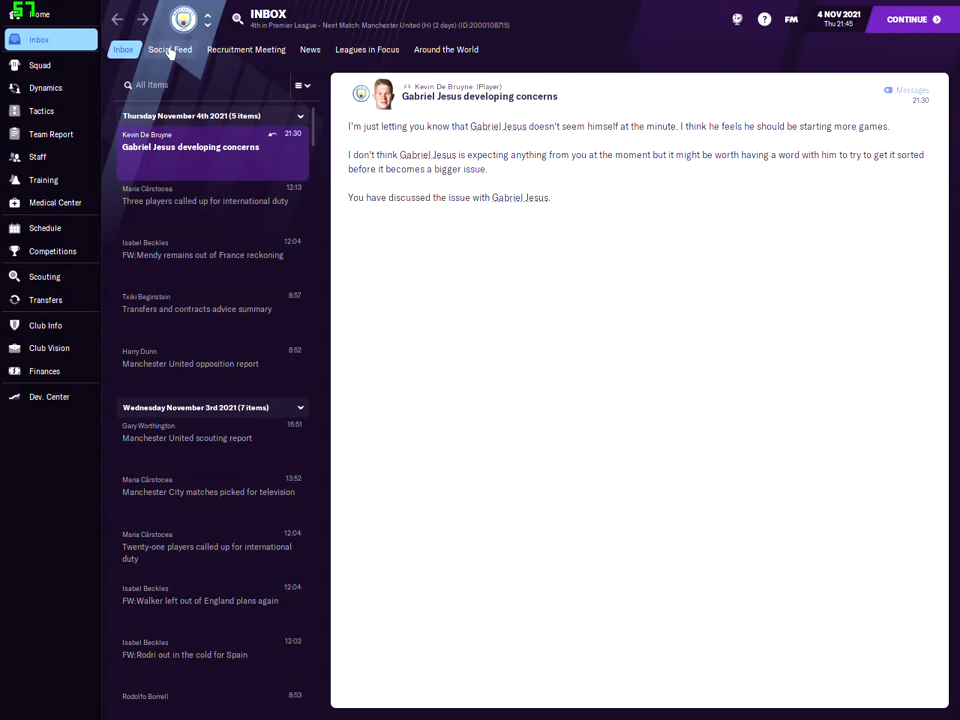 57
ome
INBOX
4th in Premier League - Next Match: Manchester United (H) (2 days) (ID:2000108715)
FM
4 NOV 2021
Thu 21:45
CONTINUE
Inbox
Social Feed
Recruitment Meeting
News
Leagues in Focus
Around the World
Inbox
Squad
Dynamics
Tactics
Team Report
Staff
Training
Medical Center
Schedule
Competitions
Scouting
Transfers
Club Info
Club Vision
Finances
Dev. Center
All Items
Thursday November 4th 2021 (5 items)
Kevin De Bruyne 21:30
Gabriel Jesus developing concerns
Maria Cârstocea 12:13
Three players called up for international duty
Isabel Beckles 12:04
FW:Mendy remains out of France reckoning
Txiki Begiristain 8:57
Transfers and contracts advice summary
Harry Dunn 8:52
Manchester United opposition report
Wednesday November 3rd 2021 (7 items)
Gary Worthington 16:51
Manchester United scouting report
Maria Cârstocea 13:52
Manchester City matches picked for television
Maria Cârstocea 12:04
Twenty-one players called up for international
duty
Isabel Beckles 12:04
FW:Walker left out of England plans again
Isabel Beckles 12:02
FW:Rodri out in the cold for Spain
Rodolfo Borrell 8:53
Kevin De Bruyne (Player)
Gabriel Jesus developing concerns
Messages
21:30
I'm just letting you know that Gabriel Jesus doesn't seem himself at the minute. I think he feels he should be starting more games.
I don't think Gabriel Jesus is expecting anything from you at the moment but it might be worth having a word with him to try to get it sorted
before it becomes a bigger issue.
You have discussed the issue with Gabriel Jesus.